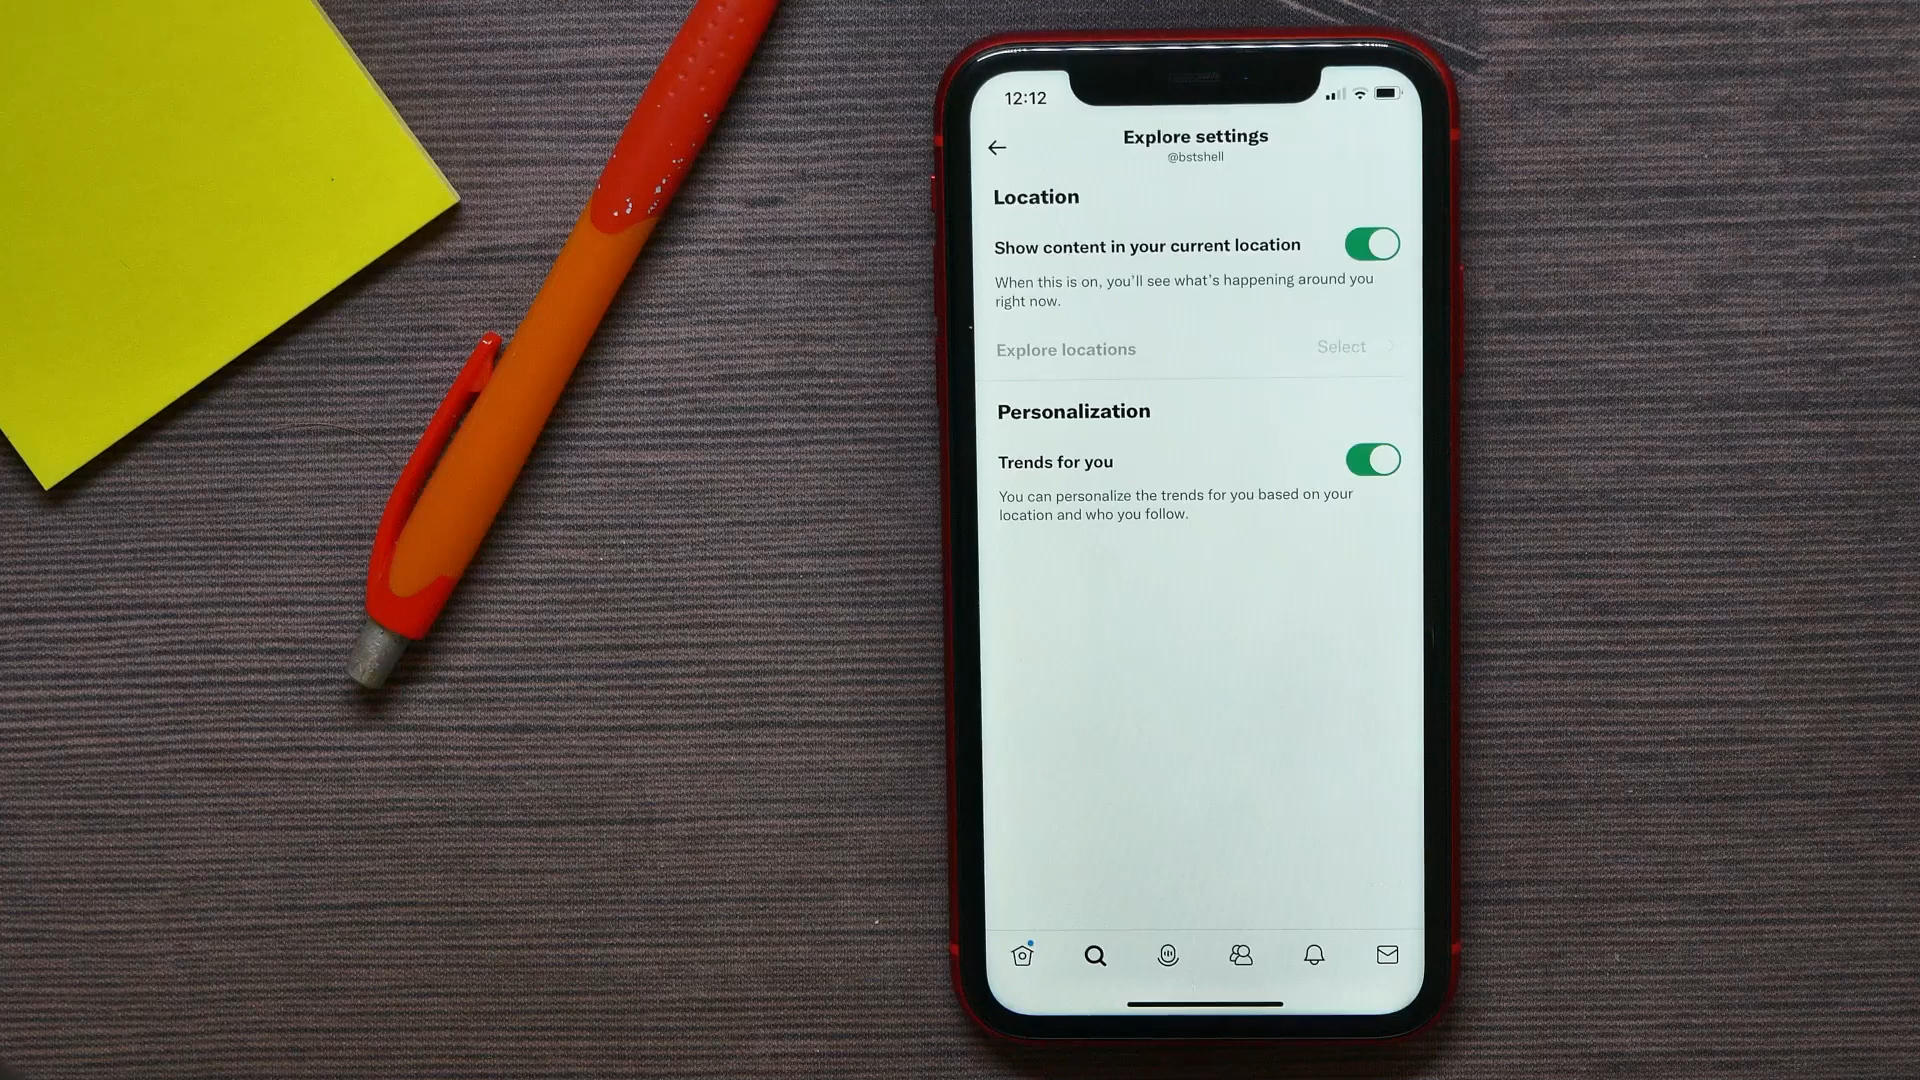 12:12
Explore settings
@bstshell
Location
Show content in your current location
When this is on, you'll see what's happening around you
right now.
Explore locations Select
Personalization
Trends for you
You can personalize the trends for you based on your
location and who you follow.